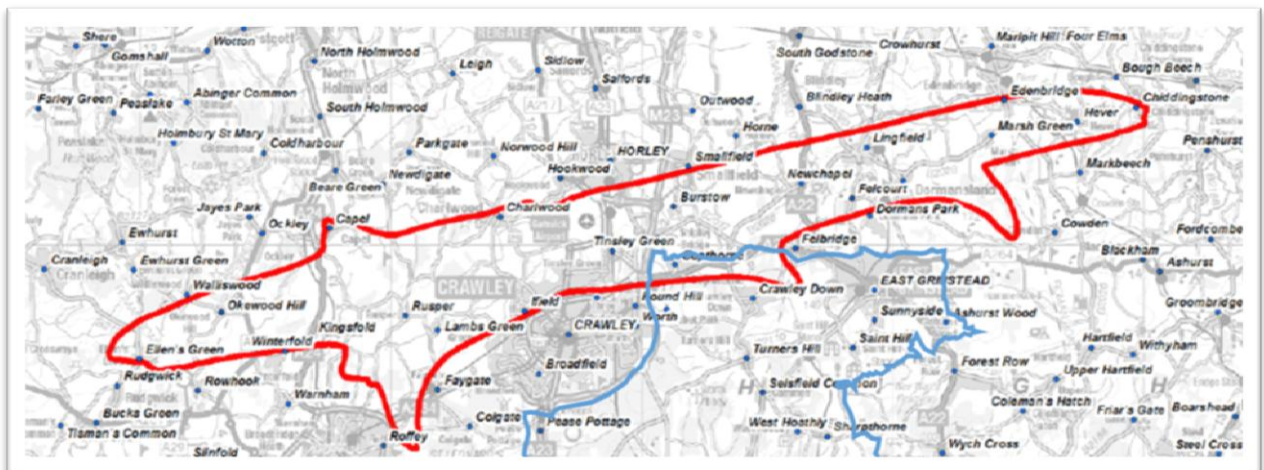 Shere
Gomshall
Wotton
North Holmwood
Leigh
Sidlow
REIGATE
Salfords
South Godstone
Crowhurst
Marlpit Hill
Four Elms
Bough Beech
Farley Green
Peaslake
Abinger Common
South Holmwood
A217
M23
Outwood
Blindley Heath
Edenbridge
Chiddingstone
Hever
Holmbury St Mary
Coldharbour
Parkgate
Norwood Hill
HORLEY
Horne
Lingfield
Marsh Green
Penshurst
Hookwood
Smallfield
Markbeech
Beare Green
Newdigate
Newchapel
Felcourt
Dormansland
Jayes Park
Ockley
Capel
Charlwood
Burstow
A22
Dormans Park
Cowden
Ewhurst
Tinsley Green
Felbridge
Fordcombe
Blackham
Ashurst
Cranleigh
Ewhurst Green
Walliswood
CRAWLEY
A264
EAST GRINSTEAD
Okewood Hill
Rusper
Ifield
Pound Hill
Worth
Crawley Down
Groombridge
Kingsfold
Lambs Green
CRAWLEY
Sunnyside
Ashurst Wood
Winterfold
Saint Hill
Hartfield
Withyham
Ellen's Green
Broadfield
Turners Hill
Forest Row
Rudgwick
Rowhook
Faygate
Selsfield Common
Upper Hartfield
Warnham
Coleman's Hatch
Bucks Green
Colgate
Pease Pottage
West Hoathly
Sharpthorne
Friar's Gate
Boarshead
Tisman's Common
Roffey
Slinfold
Wych Cross
Steel Cross